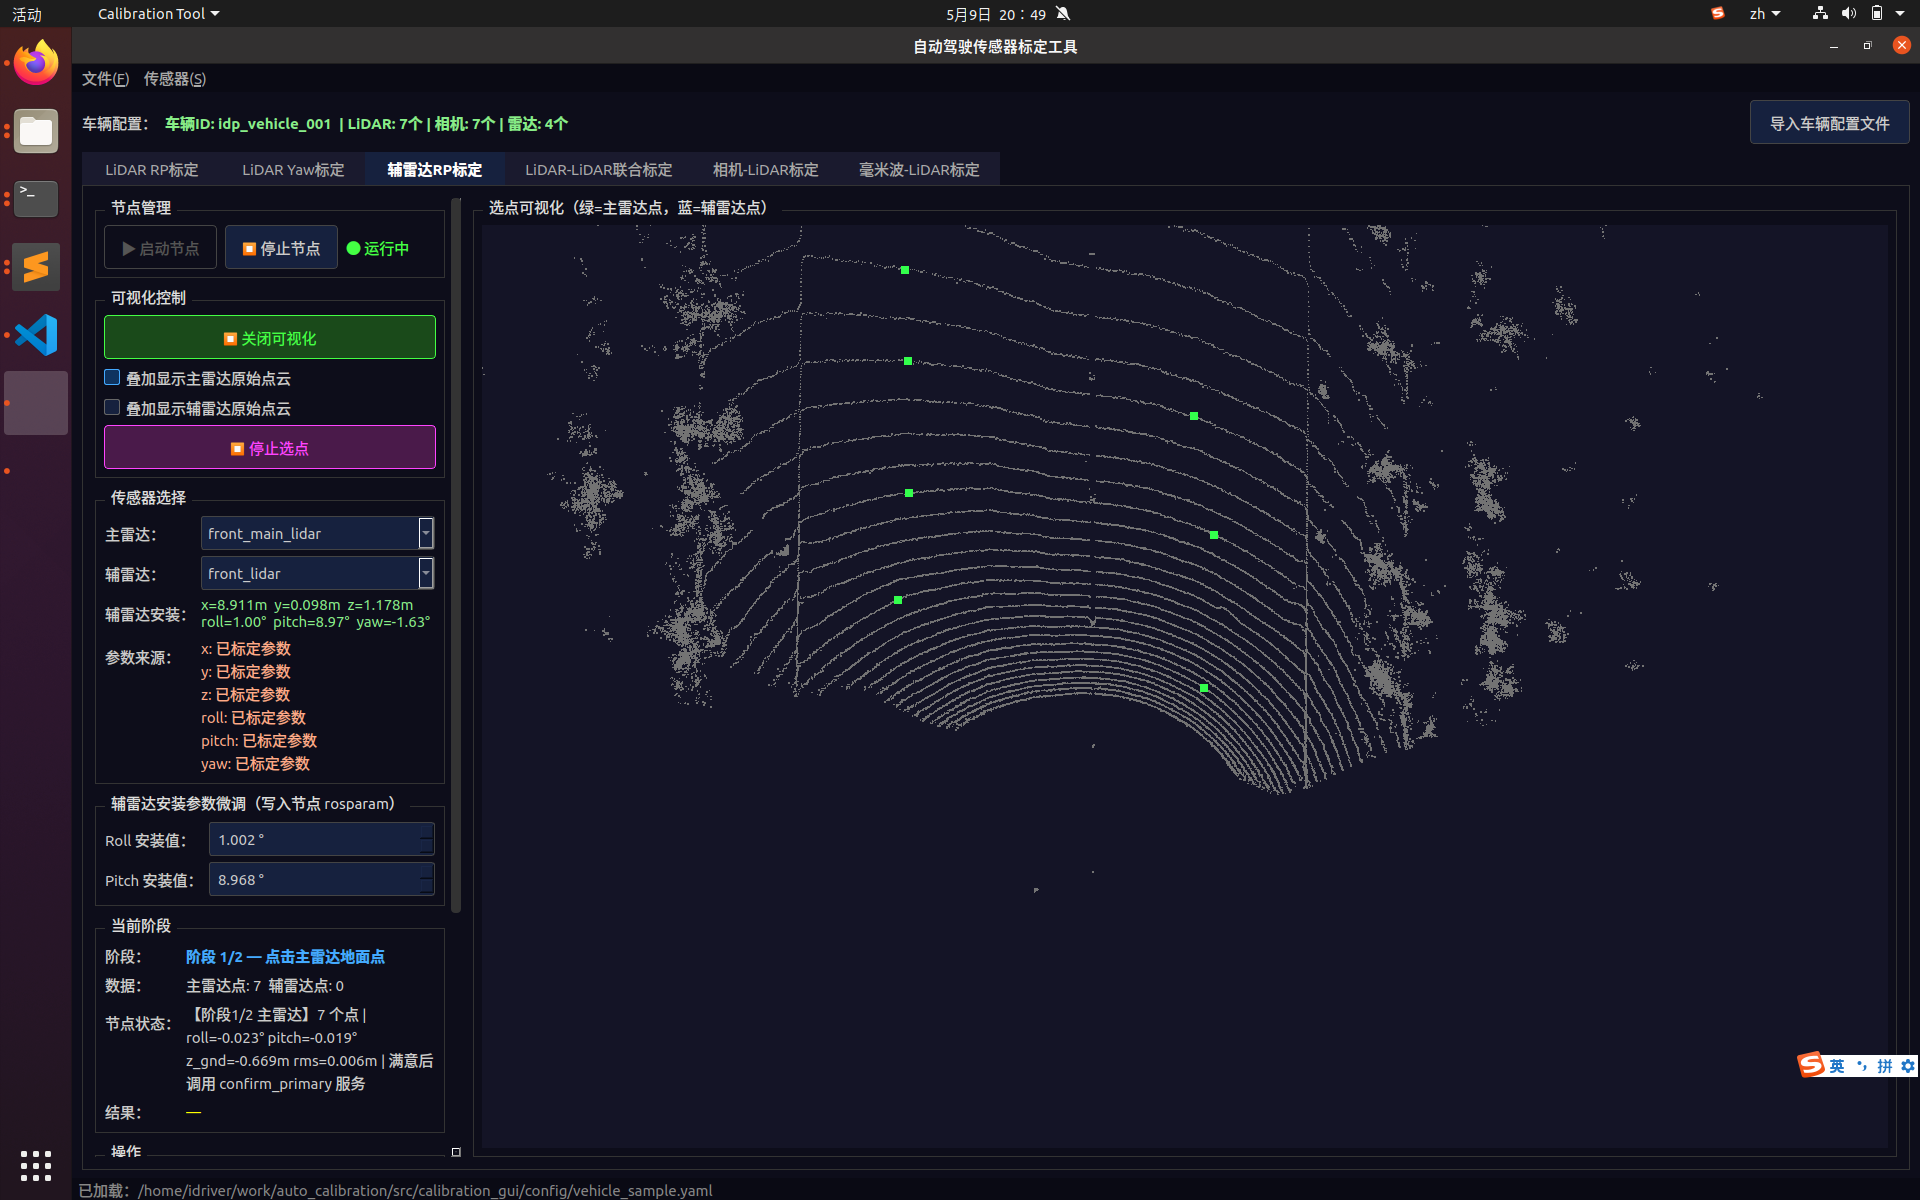 活动
Calibration Tool
5月9日 20：49
zh
自动驾驶传感器标定工具
文件(F) 传感器(S)
车辆配置： 车辆ID: idp_vehicle_001 | LiDAR: 7个 | 相机: 7个 | 雷达: 4个
导入车辆配置文件
LiDAR RP标定
LiDAR Yaw标定
辅雷达RP标定
LiDAR-LiDAR联合标定
相机-LiDAR标定
毫米波-LiDAR标定
节点管理
启动节点
停止节点
运行中
可视化控制
关闭可视化
叠加显示主雷达原始点云
叠加显示辅雷达原始点云
停止选点
传感器选择
主雷达： front_main_lidar
辅雷达： front_lidar
辅雷达安装： x=8.911m y=0.098m z=1.178m
roll=1.00° pitch=8.97° yaw=-1.63°
参数来源： x: 已标定参数
y: 已标定参数
z: 已标定参数
roll: 已标定参数
pitch: 已标定参数
yaw: 已标定参数
辅雷达安装参数微调（写入节点 rosparam）
Roll 安装值： 1.002 °
Pitch 安装值： 8.968 °
当前阶段
阶段： 阶段 1/2 — 点击主雷达地面点
数据： 主雷达点: 7 辅雷达点: 0
节点状态： 【阶段1/2 主雷达】7 个点 |
roll=-0.023° pitch=-0.019°
z_gnd=-0.669m rms=0.006m | 满意后
调用 confirm_primary 服务
结果： —
操作
选点可视化（绿=主雷达点，蓝=辅雷达点）
英 拼
已加载：/home/idriver/work/auto_calibration/src/calibration_gui/config/vehicle_sample.yaml